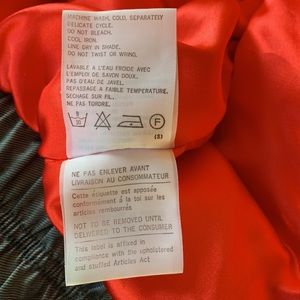 MACHINE WASH, COLD, SEPARATELY
DELICATE CYCLE.
DO NOT BLEACH.
COOL IRON.
LINE DRY IN SHADE.
DO NOT TWIST OR WRING.
LAVABLE A L'EAU FROIDE AVEC
EMPLOI DE SAVON DOUX.
PAS D'EAU DE JAVEL.
REPASSAGE A FAIBLE TEMPERATURE.
SECHAGE SUR FIL.
NE PAS TORDRE.
30
F
(S)
NE PAS ENLEVER AVANT
LIVRAISON AU CONSOMMATEUR
Cette étiquette est apposée
conformément á la loi sur les
articles rembourrés
NOT TO BE REMOVED UNTIL
DELIVERED TO THE CONSUMER
This label is affixed in
compliance with the upholstered
and stuffed Articles Act